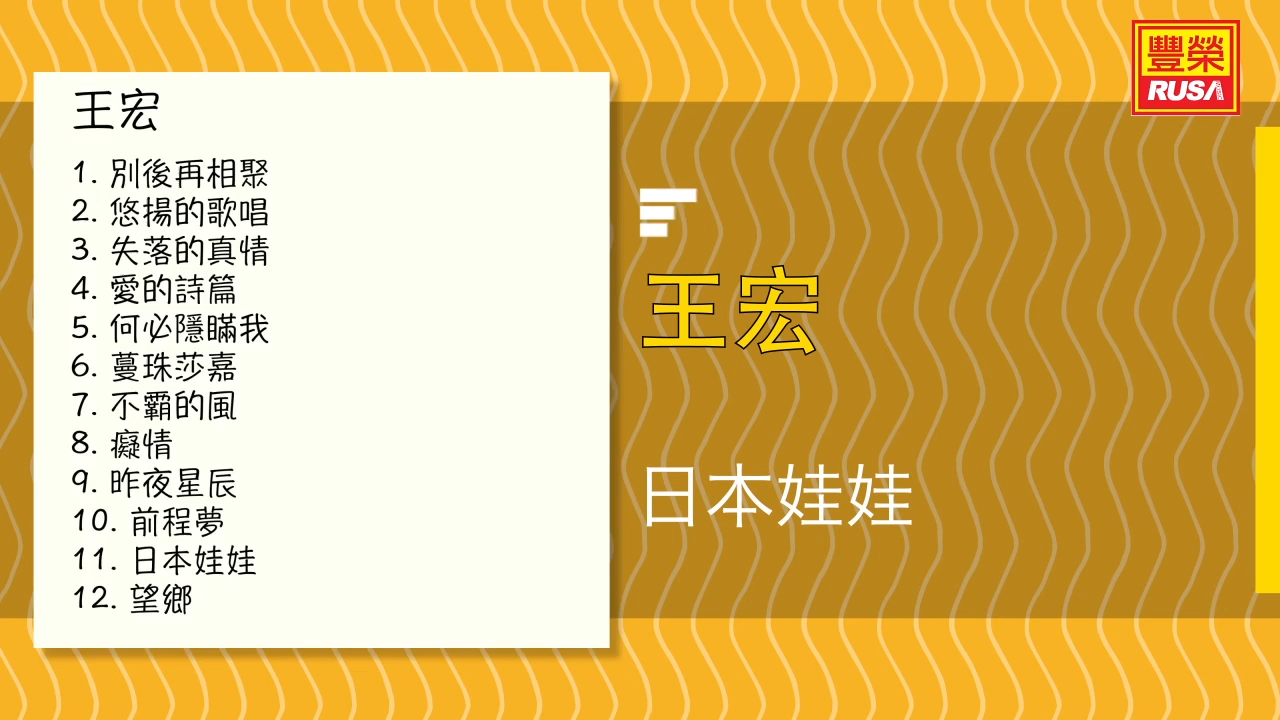 王宏
1. 別後再相聚
2. 悠揚的歌唱
3. 失落的真情
4. 愛的詩篇
5. 何必隱瞞我
6. 蔓珠莎嘉
7. 不霸的風
8. 癡情
9. 昨夜星辰
10. 前程夢
11. 日本娃娃
12. 望鄉
豐榮
RUSA
王宏
日本娃娃